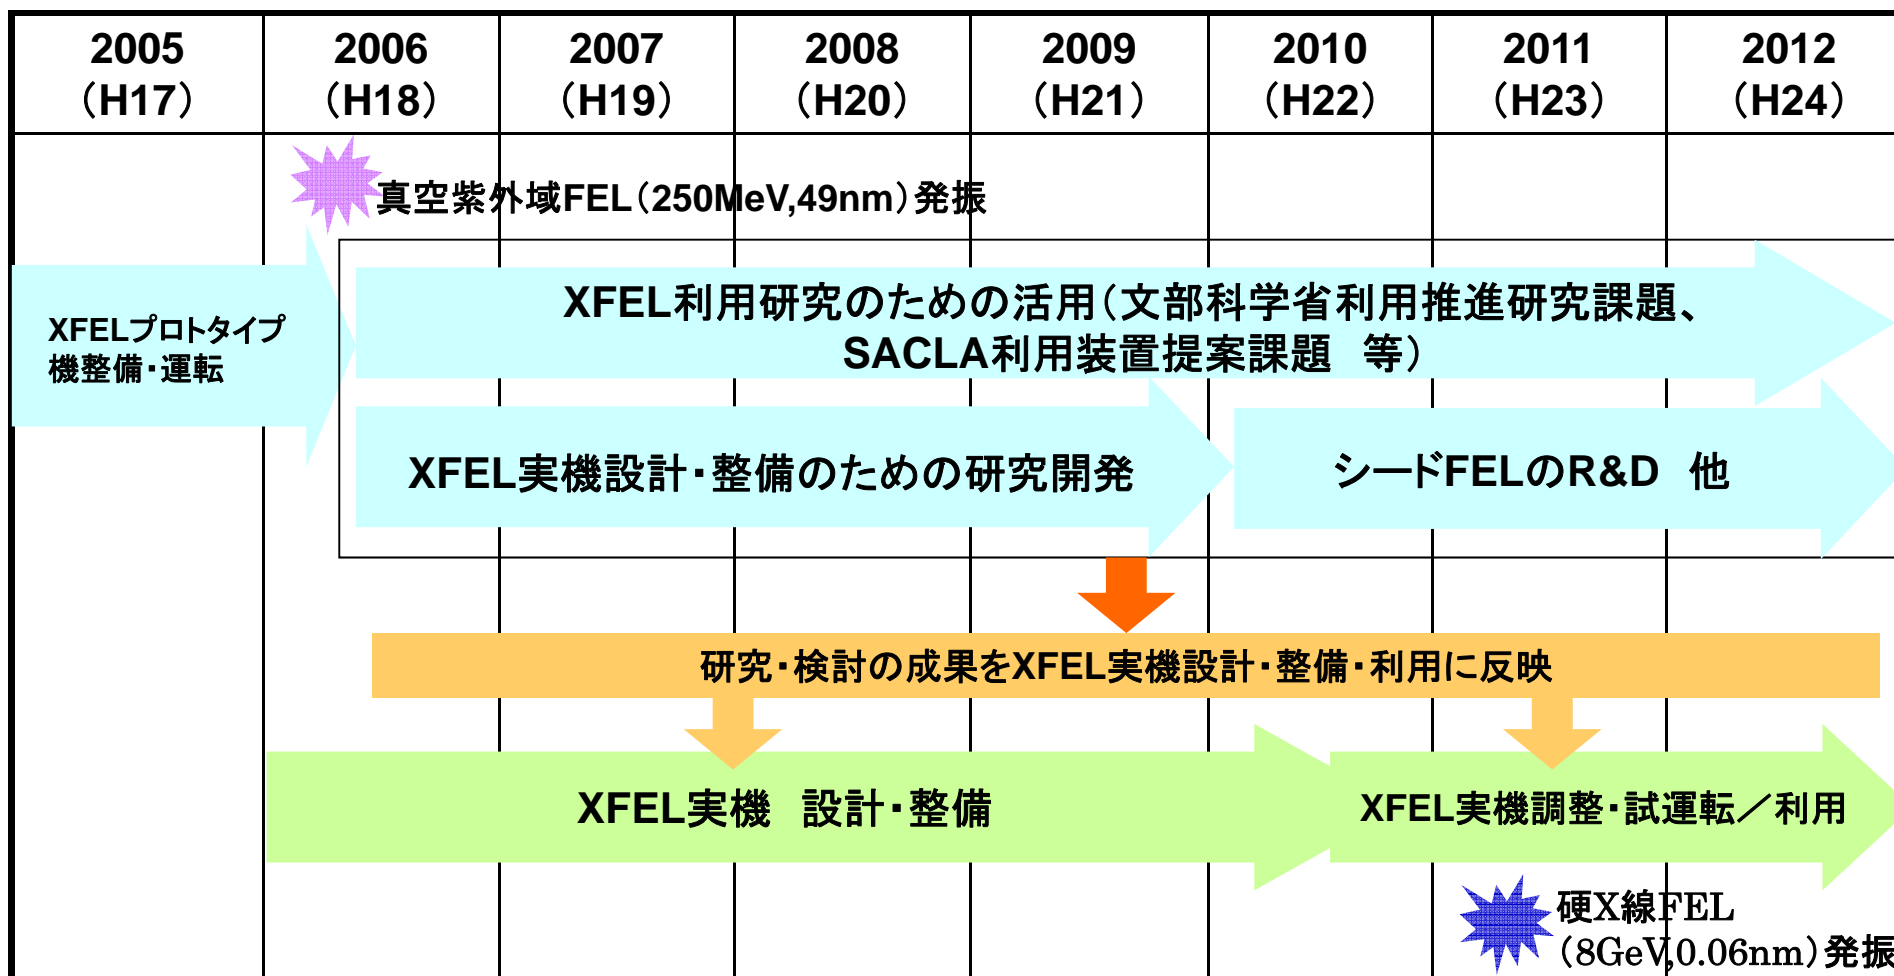 2005
（H17）
2006
（H18）
2007
（H19）
2008
（H20）
2009
（H21）
2010
（H22）
2011
（H23）
2012
（H24）
真空紫外域FEL（250MeV,49nm）発振
XFELプロトタイプ
機整備・運転
XFEL利用研究のための活用（文部科学省利用推進研究課題、
SACLA利用装置提案課題　等）
XFEL実機設計・整備のための研究開発
シードFELのR&D　他
研究・検討の成果をXFEL実機設計・整備・利用に反映
XFEL実機　設計・整備
XFEL実機調整・試運転／利用
硬X線FEL
（8GeV,0.06nm）発振